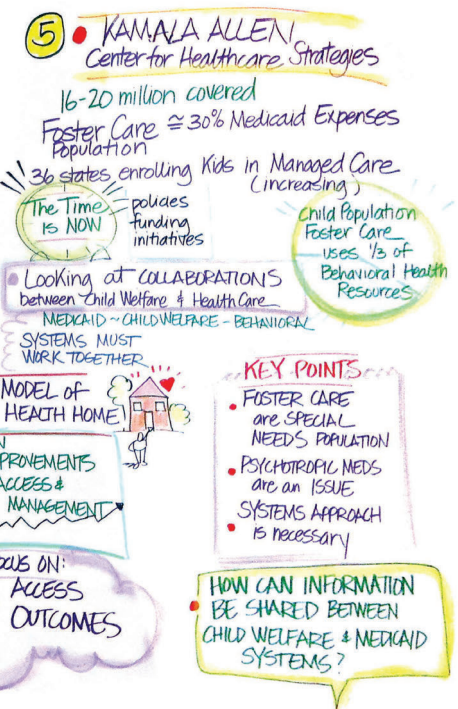 5 • KAMALA ALLEN
Center for Healthcare Strategies
16-20 million covered
Foster Care ≅ 30% Medicaid Expenses
Population
36 states enrolling Kids in Managed Care
(increasing)
The Time
IS NOW
policies
funding
initiatives
Child Population
Foster Care
uses 1/3 of
Behavioral Health
Resources
• Looking at COLLABORATIONS
between Child Welfare & Health Care
MEDICAID ~ CHILD WELFARE - BEHAVIORAL
SYSTEMS MUST
WORK TOGETHER
MODEL of
HEALTH HOME
PROVEMENTS
ACCESS &
MANAGEMENT
OCUS ON:
ACCESS
OUTCOMES
KEY POINTS
• FOSTER CARE
are SPECIAL
NEEDS POPULATION
• PSYCHOTROPIC MEDS
are an ISSUE
• SYSTEMS APPROACH
is necessary
• HOW CAN INFORMATION
BE SHARED BETWEEN
CHILD WELFARE & MEDICAID
SYSTEMS?